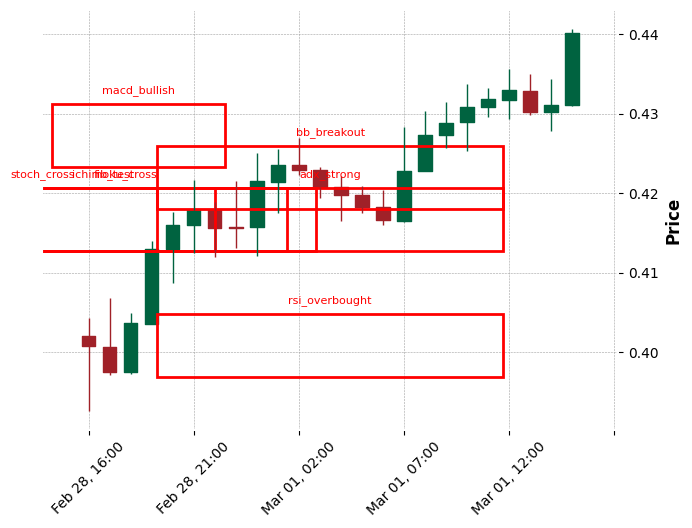 0.44
macd_bullish
0.43
bb_breakout
stoch_cross
adx_strong
0.42
Price
0.41
rsi_overbought
0.40
Feb 28, 16:00
Feb 28, 21:00
Mar 01, 02:00
Mar 01, 07:00
Mar 01, 12:00